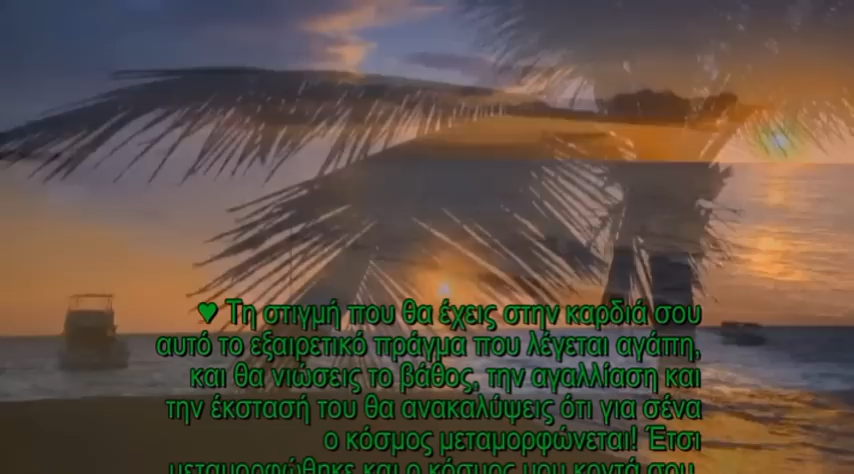 ♥ Τη στιγμή που θα έχεις στην καρδιά σου
αυτό το εξαιρετικό πράγμα που λέγεται αγάπη,
και θα νιώσεις το βάθος, την αγαλλίαση και
την έκστασή του θα ανακαλύψεις ότι για σένα
ο κόσμος μεταμορφώνεται! Έτσι
μεταμορφώθηκε και ο κόσμος μου κοντά σου